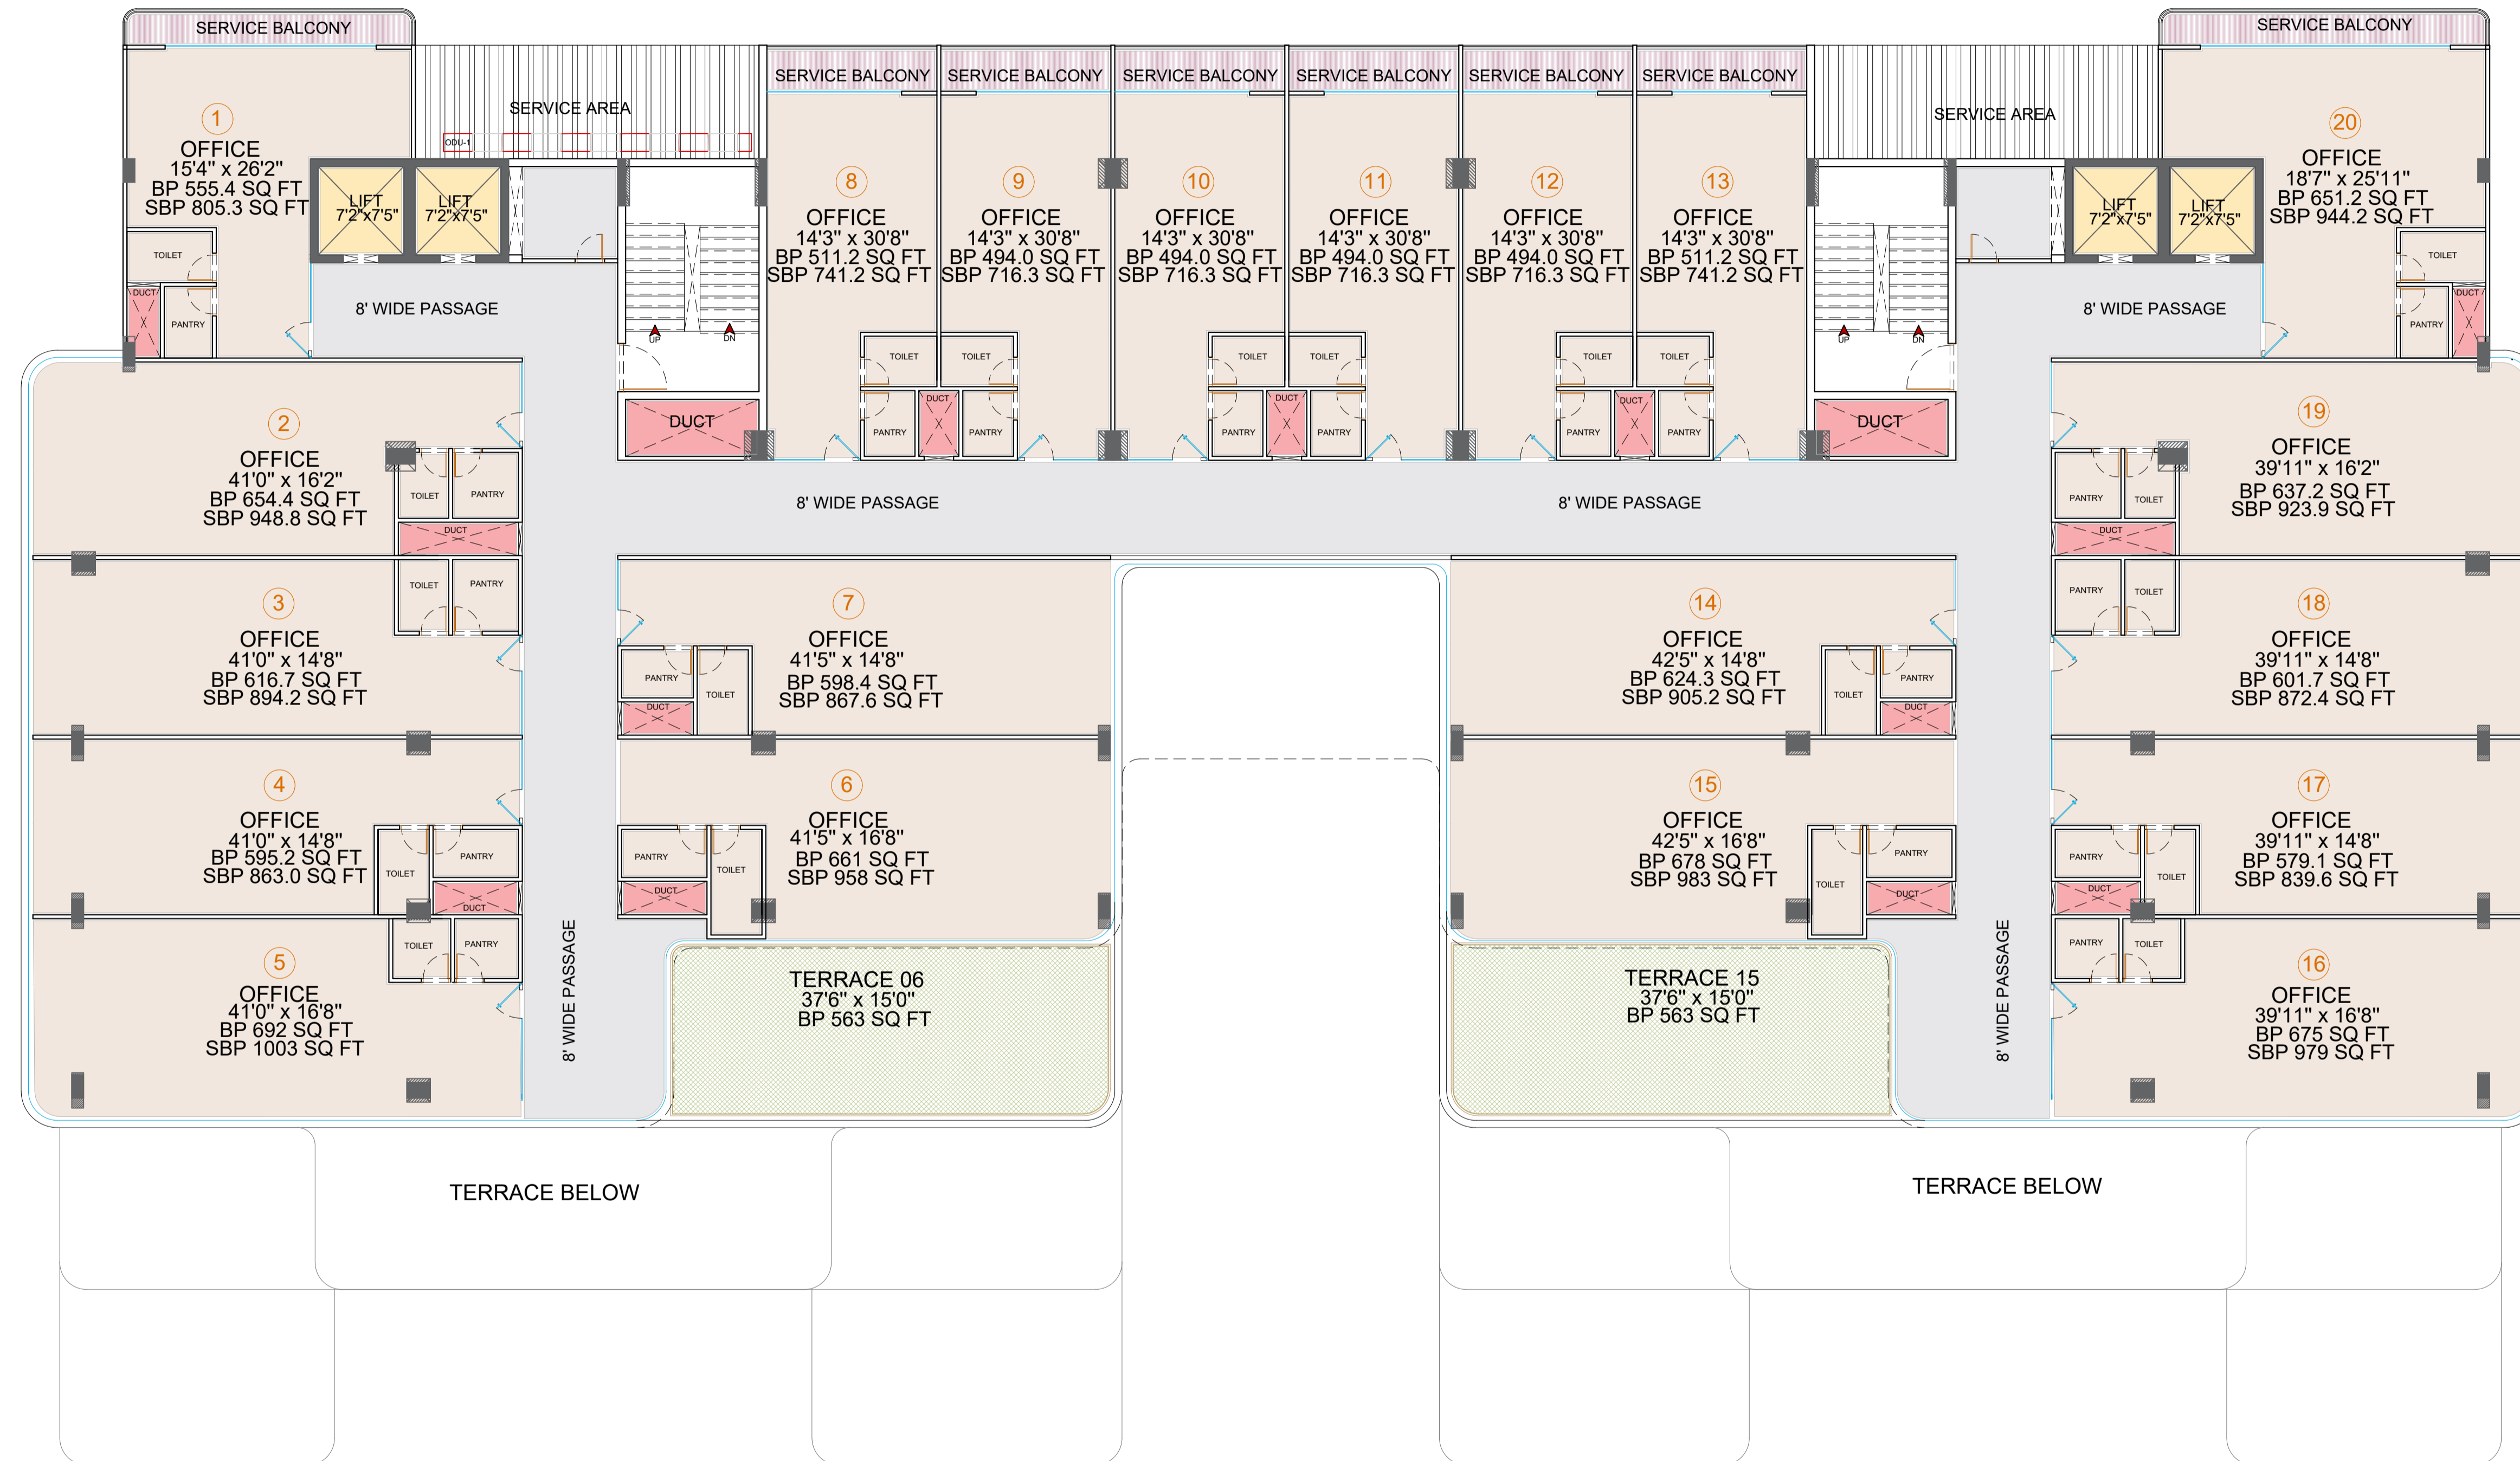 SERVICE BALCONY
1
OFFICE
15'4" x 26'2"
BP 555.4 SQ FT
SBP 805.3 SQ FT
TOILET
DUCT
PANTRY
SERVICE AREA
ODU-1
LIFT
7'2"x7'5"
LIFT
7'2"x7'5"
8' WIDE PASSAGE
UP
DN
DUCT
SERVICE BALCONY
8
OFFICE
14'3" x 30'8"
BP 511.2 SQ FT
SBP 741.2 SQ FT
TOILET
PANTRY
DUCT
SERVICE BALCONY
9
OFFICE
14'3" x 30'8"
BP 494.0 SQ FT
SBP 716.3 SQ FT
TOILET
PANTRY
SERVICE BALCONY
10
OFFICE
14'3" x 30'8"
BP 494.0 SQ FT
SBP 716.3 SQ FT
TOILET
PANTRY
DUCT
SERVICE BALCONY
11
OFFICE
14'3" x 30'8"
BP 494.0 SQ FT
SBP 716.3 SQ FT
TOILET
PANTRY
SERVICE BALCONY
12
OFFICE
14'3" x 30'8"
BP 494.0 SQ FT
SBP 716.3 SQ FT
TOILET
PANTRY
DUCT
SERVICE BALCONY
13
OFFICE
14'3" x 30'8"
BP 511.2 SQ FT
SBP 741.2 SQ FT
TOILET
PANTRY
SERVICE AREA
UP
DN
DUCT
LIFT
7'2"x7'5"
LIFT
7'2"x7'5"
8' WIDE PASSAGE
SERVICE BALCONY
20
OFFICE
18'7" x 25'11"
BP 651.2 SQ FT
SBP 944.2 SQ FT
TOILET
DUCT
PANTRY
2
OFFICE
41'0" x 16'2"
BP 654.4 SQ FT
SBP 948.8 SQ FT
TOILET
PANTRY
DUCT
8' WIDE PASSAGE
8' WIDE PASSAGE
19
OFFICE
39'11" x 16'2"
BP 637.2 SQ FT
SBP 923.9 SQ FT
PANTRY
TOILET
DUCT
3
OFFICE
41'0" x 14'8"
BP 616.7 SQ FT
SBP 894.2 SQ FT
TOILET
PANTRY
7
OFFICE
41'5" x 14'8"
BP 598.4 SQ FT
SBP 867.6 SQ FT
PANTRY
TOILET
DUCT
14
OFFICE
42'5" x 14'8"
BP 624.3 SQ FT
SBP 905.2 SQ FT
PANTRY
TOILET
DUCT
18
OFFICE
39'11" x 14'8"
BP 601.7 SQ FT
SBP 872.4 SQ FT
PANTRY
TOILET
4
OFFICE
41'0" x 14'8"
BP 595.2 SQ FT
SBP 863.0 SQ FT
PANTRY
TOILET
DUCT
6
OFFICE
41'5" x 16'8"
BP 661 SQ FT
SBP 958 SQ FT
PANTRY
TOILET
DUCT
15
OFFICE
42'5" x 16'8"
BP 678 SQ FT
SBP 983 SQ FT
PANTRY
TOILET
DUCT
17
OFFICE
39'11" x 14'8"
BP 579.1 SQ FT
SBP 839.6 SQ FT
PANTRY
TOILET
DUCT
5
OFFICE
41'0" x 16'8"
BP 692 SQ FT
SBP 1003 SQ FT
TOILET
PANTRY
8' WIDE PASSAGE
TERRACE 06
37'6" x 15'0"
BP 563 SQ FT
TERRACE 15
37'6" x 15'0"
BP 563 SQ FT
8' WIDE PASSAGE
16
OFFICE
39'11" x 16'8"
BP 675 SQ FT
SBP 979 SQ FT
PANTRY
TOILET
TERRACE BELOW
TERRACE BELOW